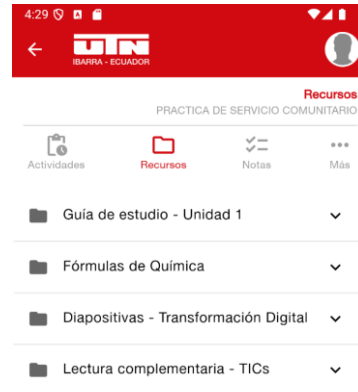 4:29
UTN
IBARRA - ECUADOR
Recursos
PRACTICA DE SERVICIO COMUNITARIO
Actividades
Recursos
Notas
Más
Guía de estudio - Unidad 1
Fórmulas de Química
Diapositivas - Transformación Digital
Lectura complementaria - TICs